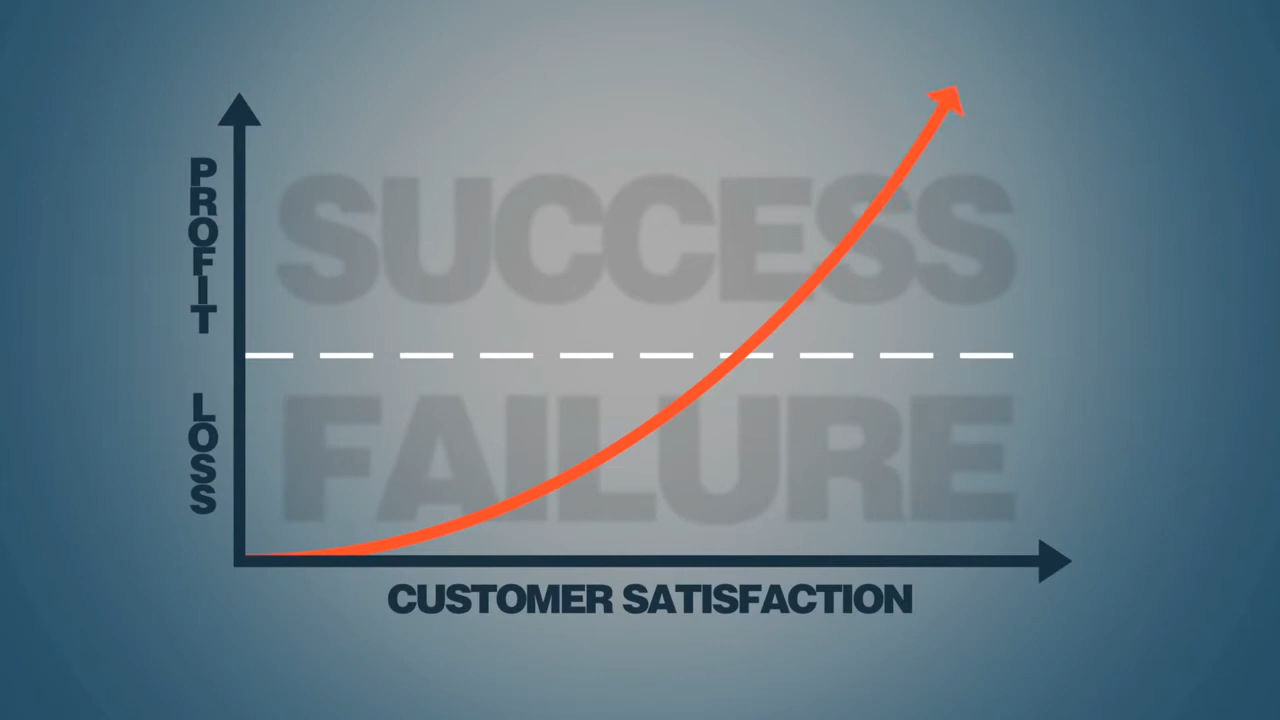 PROFIT
SUCCESS
LOSS
FAILURE
CUSTOMER SATISFACTION